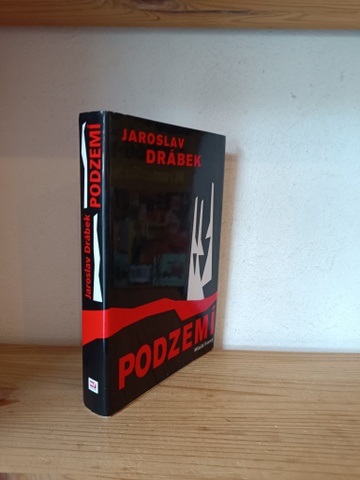 JAROSLAV
DRÁBEK
PODZEMÍ
Jaroslav Drábek PODZEMÍ